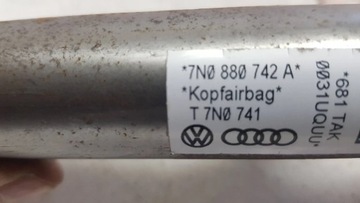 *7N0 880 742 A*
*Kopfairbag*
T 7N0 741
*681 TAK
0031UQUU